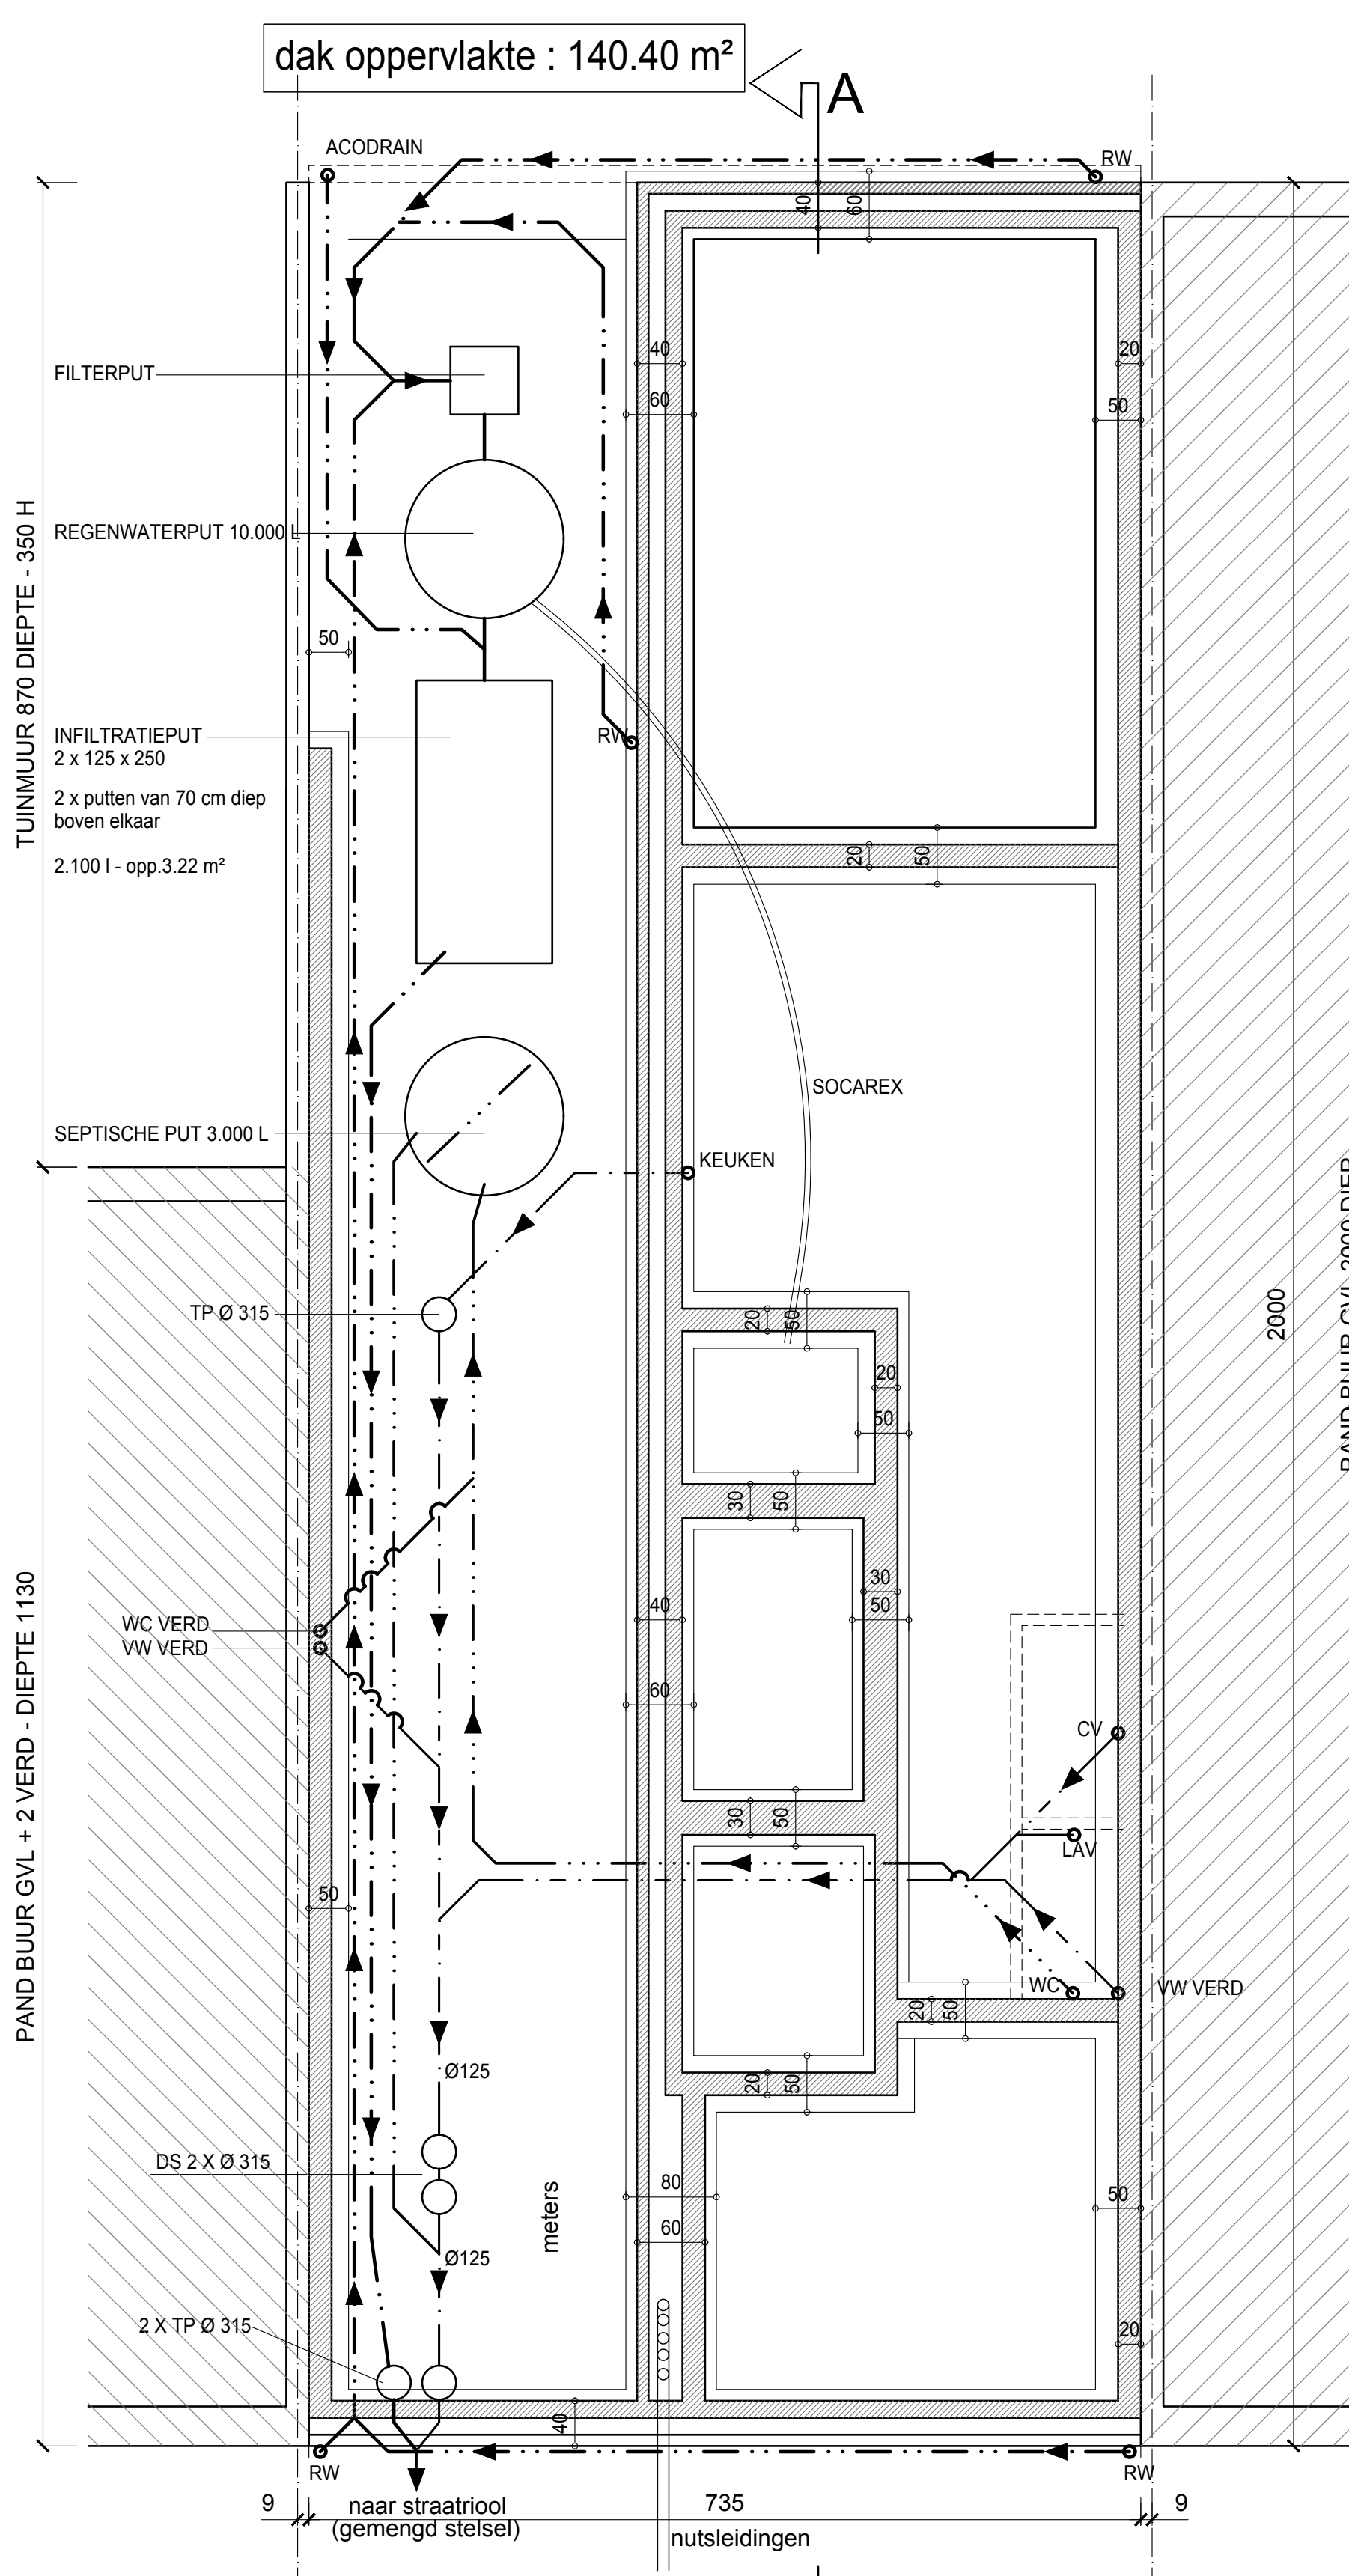 dak oppervlakte : 140.40 m²
A
ACODRAIN
RW
40
60
FILTERPUT
40
20
60
50
REGENWATERPUT 10.000 L
TUINMUUR 870 DIEPTE - 350 H
50
INFILTRATIEPUT
2 x 125 x 250
RW
2 x putten van 70 cm diep
boven elkaar
2.100 l - opp.3.22 m²
20
50
SOCAREX
SEPTISCHE PUT 3.000 L
KEUKEN
2000
TP Ø 315
20
50
20
50
30
50
30
40
50
WC VERD
VW VERD
60
CV
30
50
LAV
PAND BUUR GVL + 2 VERD - DIEPTE 1130
50
WC
VW VERD
20
50
Ø125
20
50
DS 2 X Ø 315
80
50
meters
60
Ø125
2 X TP Ø 315
20
40
RW
RW
9
naar straatriool
(gemengd stelsel)
735
9
nutsleidingen